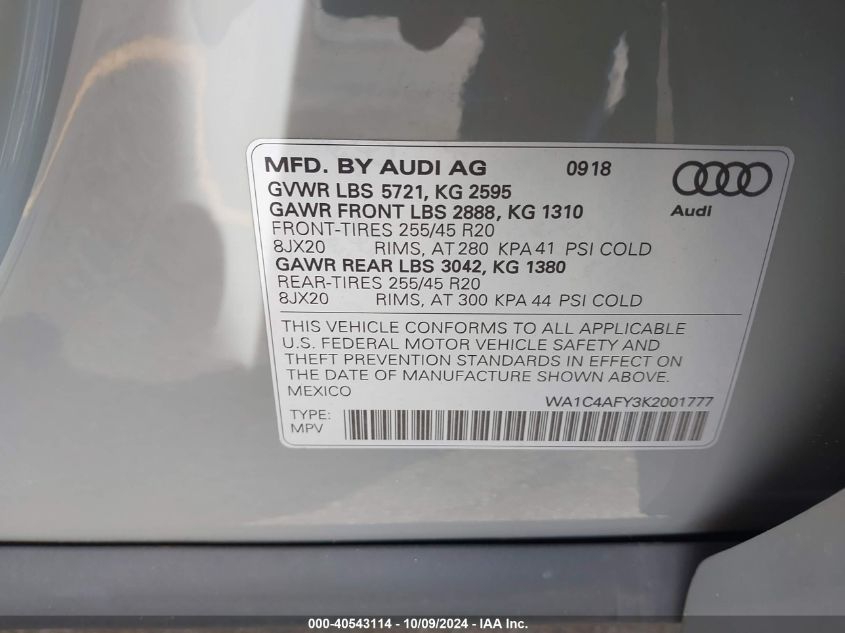 MFD. BY AUDI AG 0918
GVWR LBS 5721, KG 2595
GAWR FRONT LBS 2888, KG 1310
Audi
FRONT-TIRES 255/45 R20
8JX20 RIMS, AT 280 KPA 41 PSI COLD
GAWR REAR LBS 3042, KG 1380
REAR-TIRES 255/45 R20
8JX20 RIMS, AT 300 KPA 44 PSI COLD
THIS VEHICLE CONFORMS TO ALL APPLICABLE
U.S. FEDERAL MOTOR VEHICLE SAFETY AND
THEFT PREVENTION STANDARDS IN EFFECT ON
THE DATE OF MANUFACTURE SHOWN ABOVE.
MEXICO WA1C4AFY3K2001777
TYPE:
MPV
000-40543114 - 10/09/2024 - IAA Inc.